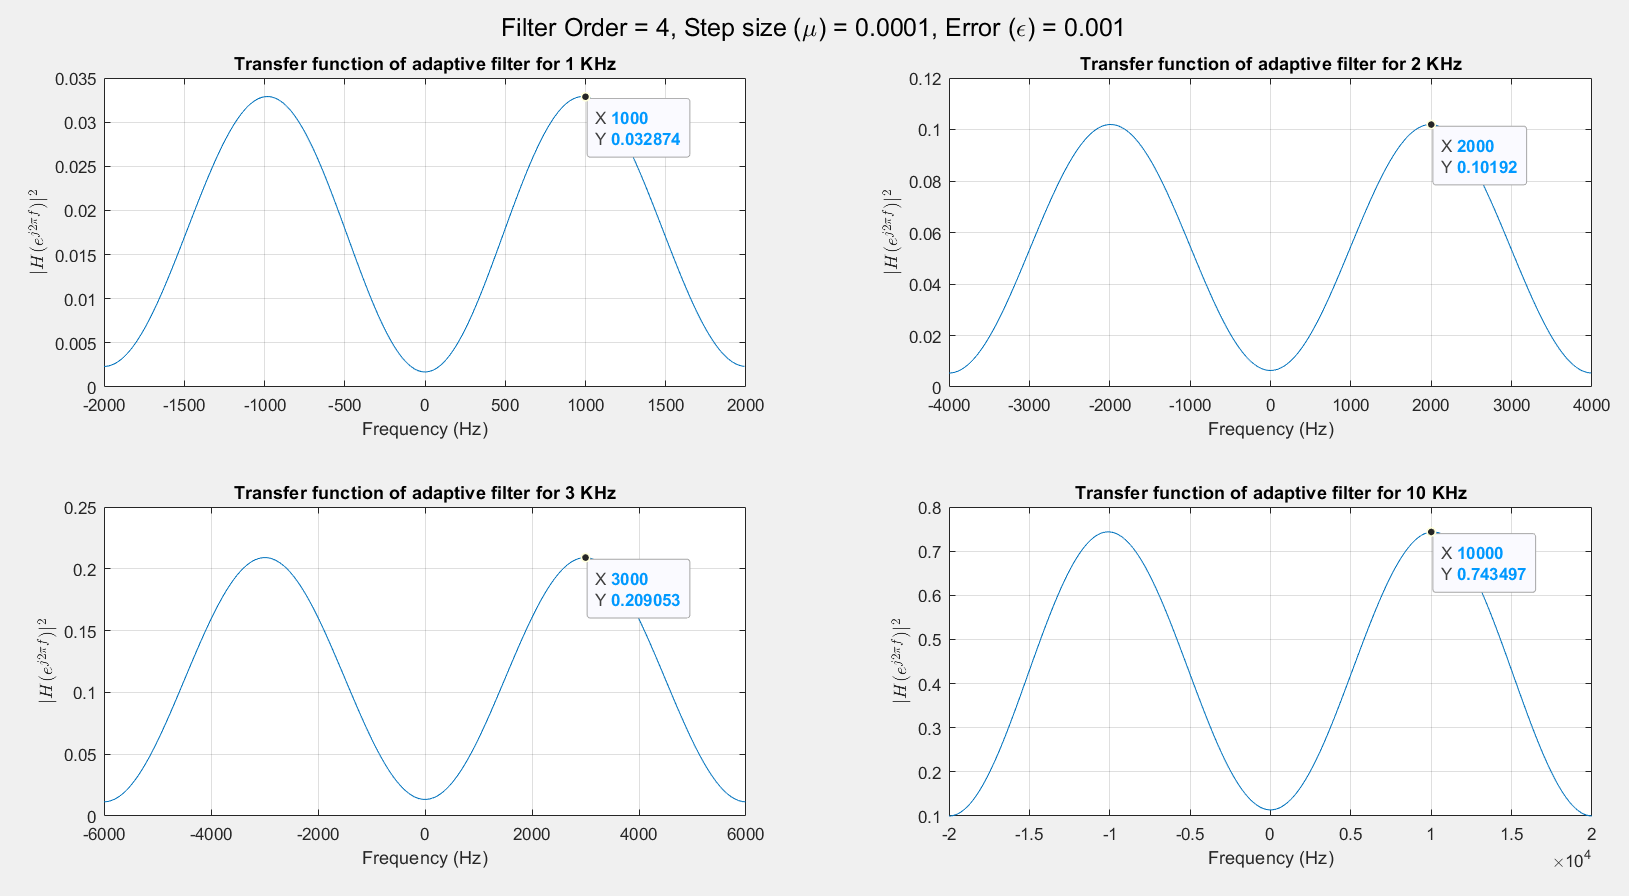 Filter Order = 4, Step size (μ) = 0.0001, Error (ϵ) = 0.001
Transfer function of adaptive filter for 1 KHz
0.035
0.03
0.025
0.02
0.015
0.01
0.005
0
|H(e^{j2πf})|^2
X 1000
Y 0.032874
-2000 -1500 -1000 -500 0 500 1000 1500 2000
Frequency (Hz)
Transfer function of adaptive filter for 2 KHz
0.12
0.1
0.08
0.06
0.04
0.02
0
|H(e^{j2πf})|^2
X 2000
Y 0.10192
-4000 -3000 -2000 -1000 0 1000 2000 3000 4000
Frequency (Hz)
Transfer function of adaptive filter for 3 KHz
0.25
0.2
0.15
0.1
0.05
0
|H(e^{j2πf})|^2
X 3000
Y 0.209053
-6000 -4000 -2000 0 2000 4000 6000
Frequency (Hz)
Transfer function of adaptive filter for 10 KHz
0.8
0.7
0.6
0.5
0.4
0.3
0.2
0.1
|H(e^{j2πf})|^2
X 10000
Y 0.743497
-2 -1.5 -1 -0.5 0 0.5 1 1.5 2
Frequency (Hz)
×10^4